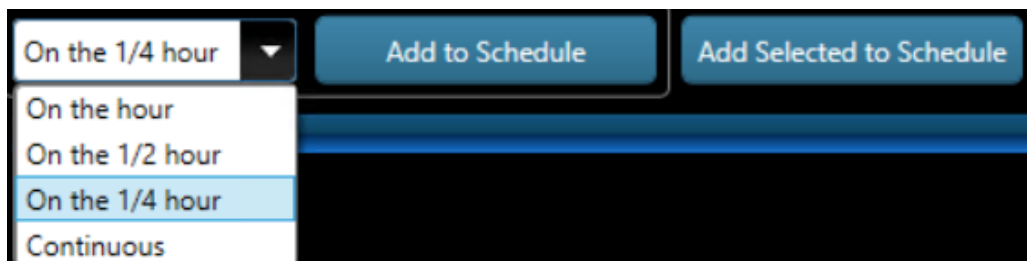 On the 1/4 hour
Add to Schedule
Add Selected to Schedule
On the hour
On the 1/2 hour
On the 1/4 hour
Continuous